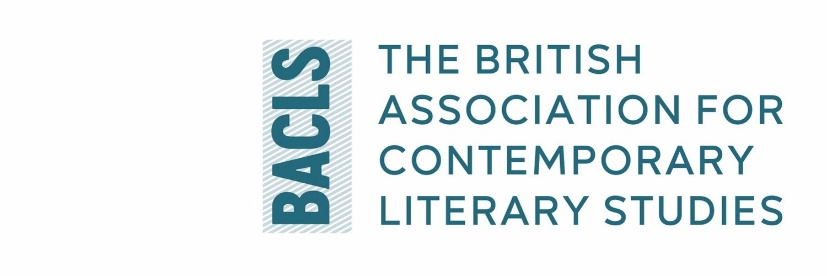 BACLS
THE BRITISH
ASSOCIATION FOR
CONTEMPORARY
LITERARY STUDIES